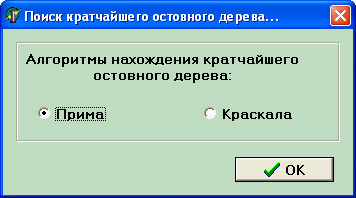 Поиск кратчайшего остовного дерева...
Алгоритмы нахождения кратчайшего
остовного дерева:
Прима
Краскала
OK